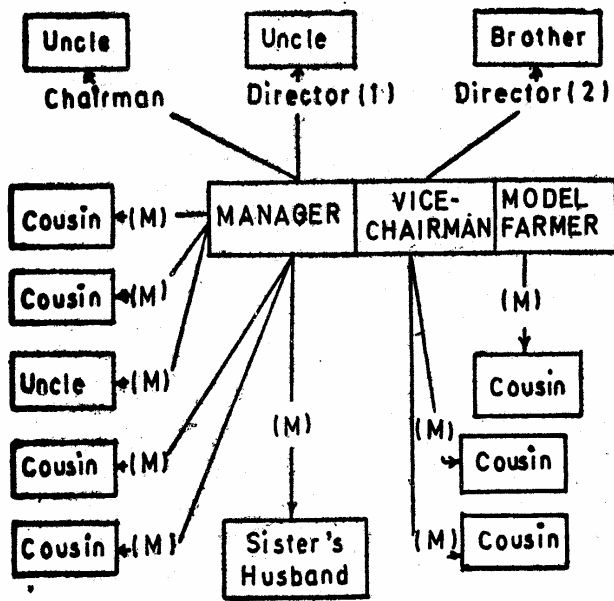 Uncle
Uncle
Brother
Chairman
Director (1)
Director (2)
Cousin
(M)
MANAGER
VICE-
CHAIRMAN
MODEL
FARMER
Cousin
(M)
(M)
Uncle
(M)
Cousin
Cousin
(M)
(M)
(M)
Cousin
Cousin
(M)
Sister's
Husband
(M)
Cousin